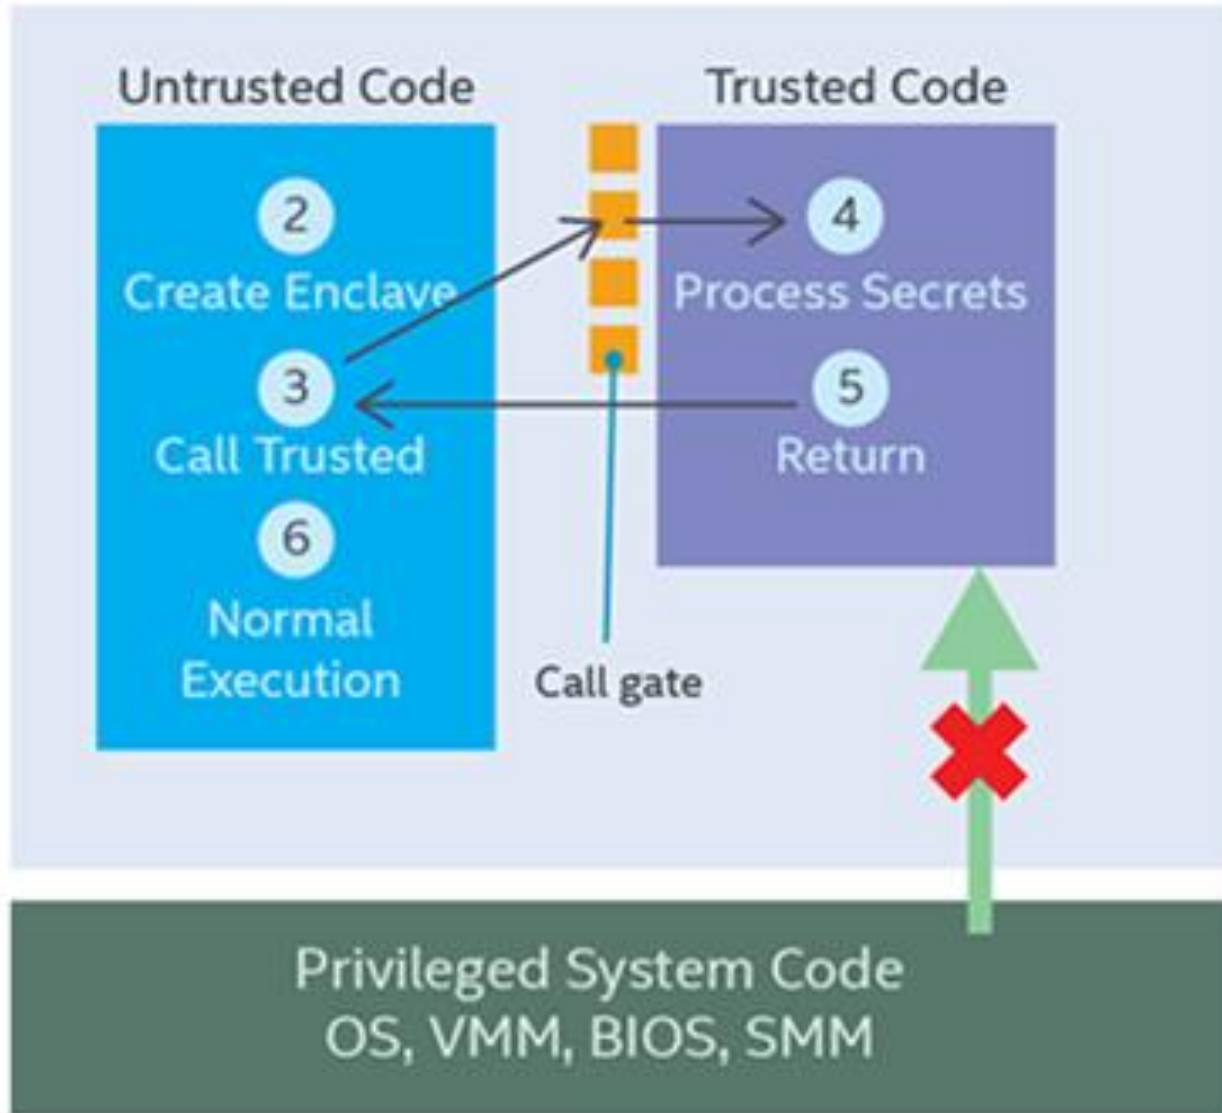 Untrusted Code
2
Create Enclave
3
Call Trusted
6
Normal
Execution
Call gate
Trusted Code
4
Process Secrets
5
Return
Privileged System Code
OS, VMM, BIOS, SMM